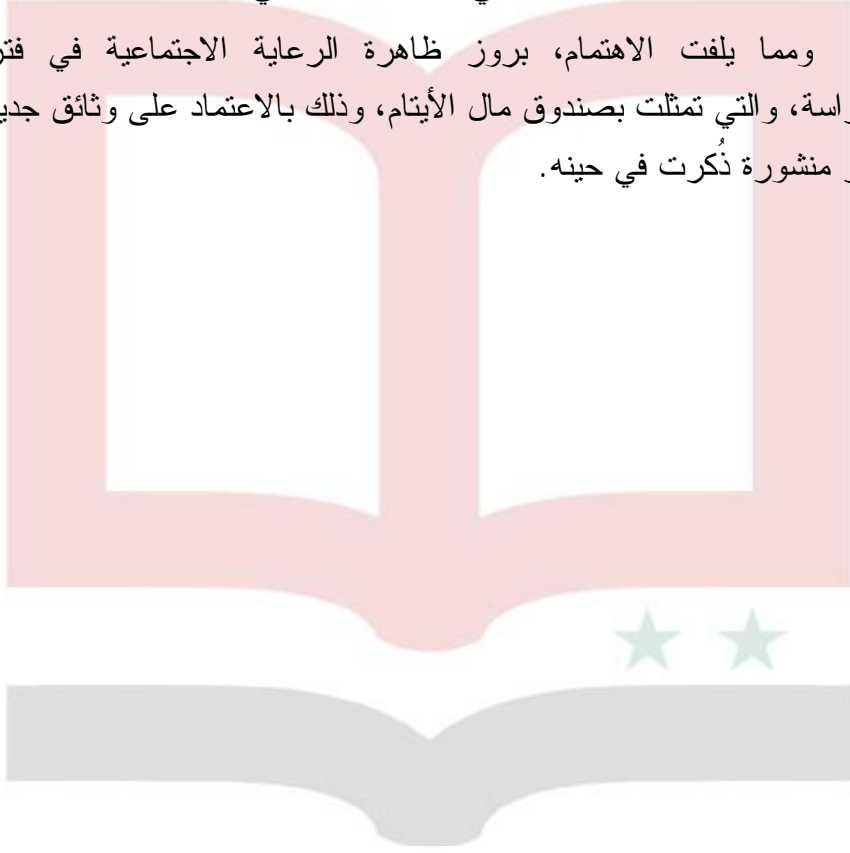 ومما يلفت الاهتمام، بروز ظاهرة الرعاية الاجتماعية في
والتي تمثلت بصندوق مال الأيتام، وذلك بالاعتماد على وثائق
منشورة ذُكرت في حينه.